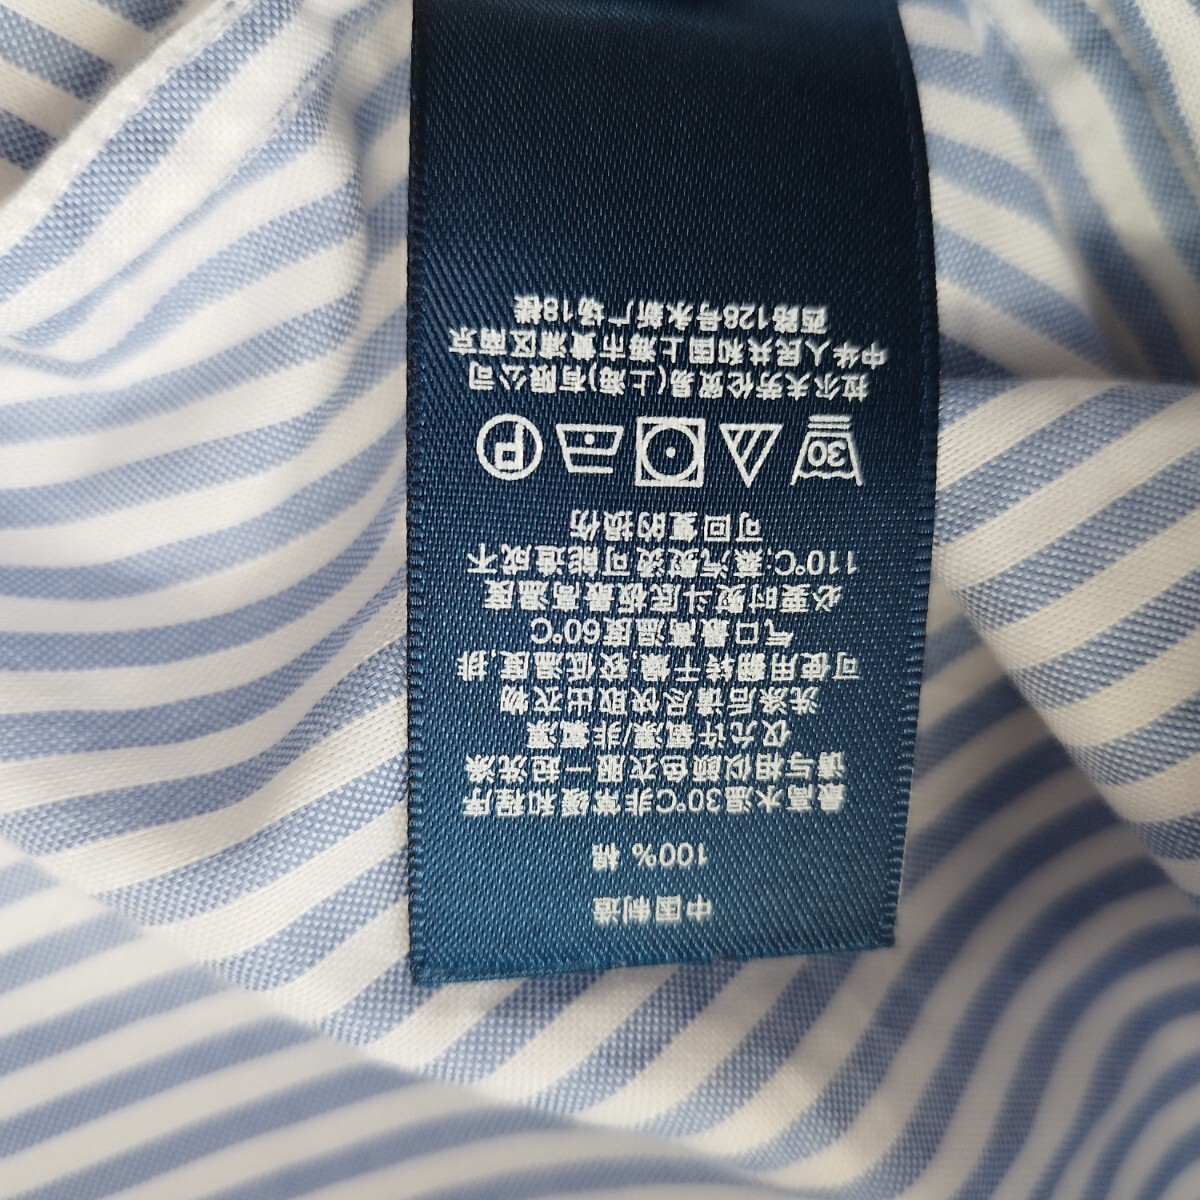 中国制造
100% 棉
最高水温30°C非常缓和程序
请与相似颜色衣服一起洗涤
仅允许氧漂/非氯漂
洗涤后请尽快取出衣物
可使用翻转干燥,较低温度,排
气口最高温度60°C
必要时熨斗底板最高温度
110°C;蒸汽熨烫可能造成不
可回复的损伤
30
P
拉尔夫劳伦贸易(上海)有限公司
中华人民共和国上海市黄浦区南京
西路128号永新广场18楼